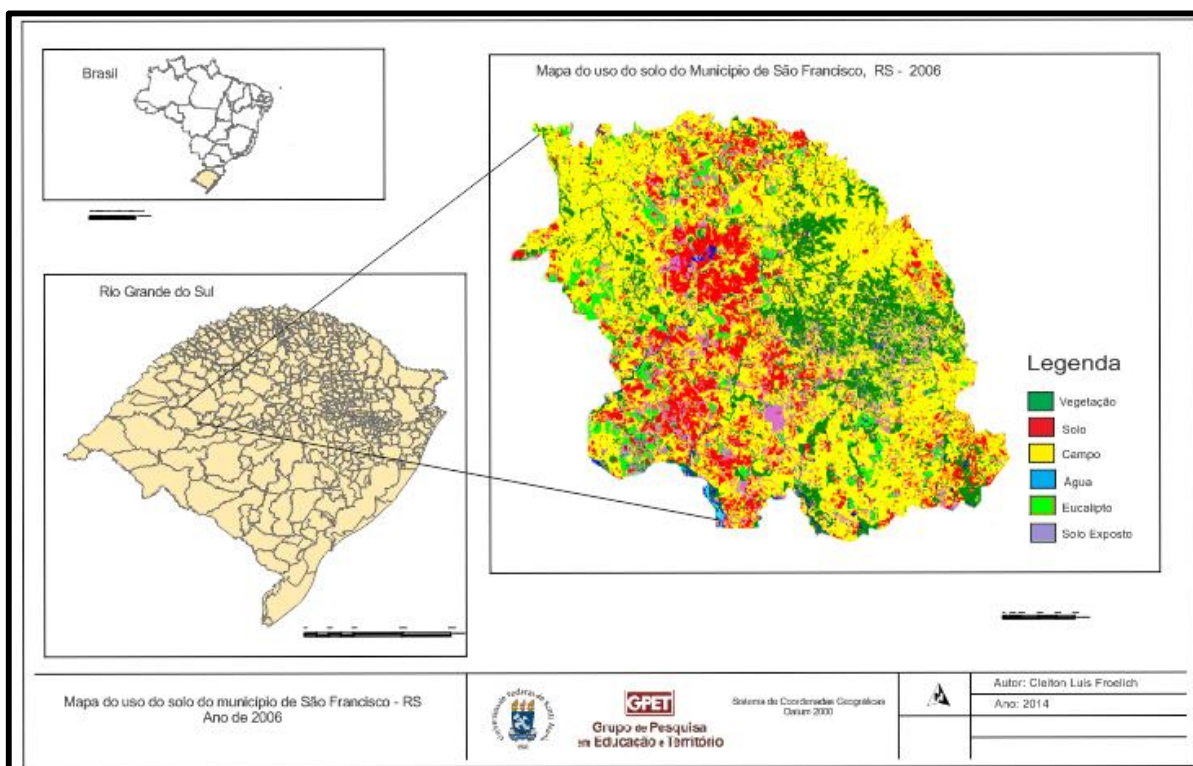 Brasil
Mapa do uso do solo do Município de São Francisco, RS - 2006
Rio Grande do Sul
Legenda
Vegetação
Solo
Campo
Água
Eucalipto
Solo Exposto
Mapa do uso do solo do município de São Francisco - RS
Ano de 2006
GPET
Grupo de Pesquisa
em Educação e Território
Sistema de Coordenadas Geográficas
Datum 2000
Autor: Cleiton Luis Froelich
Ano: 2014